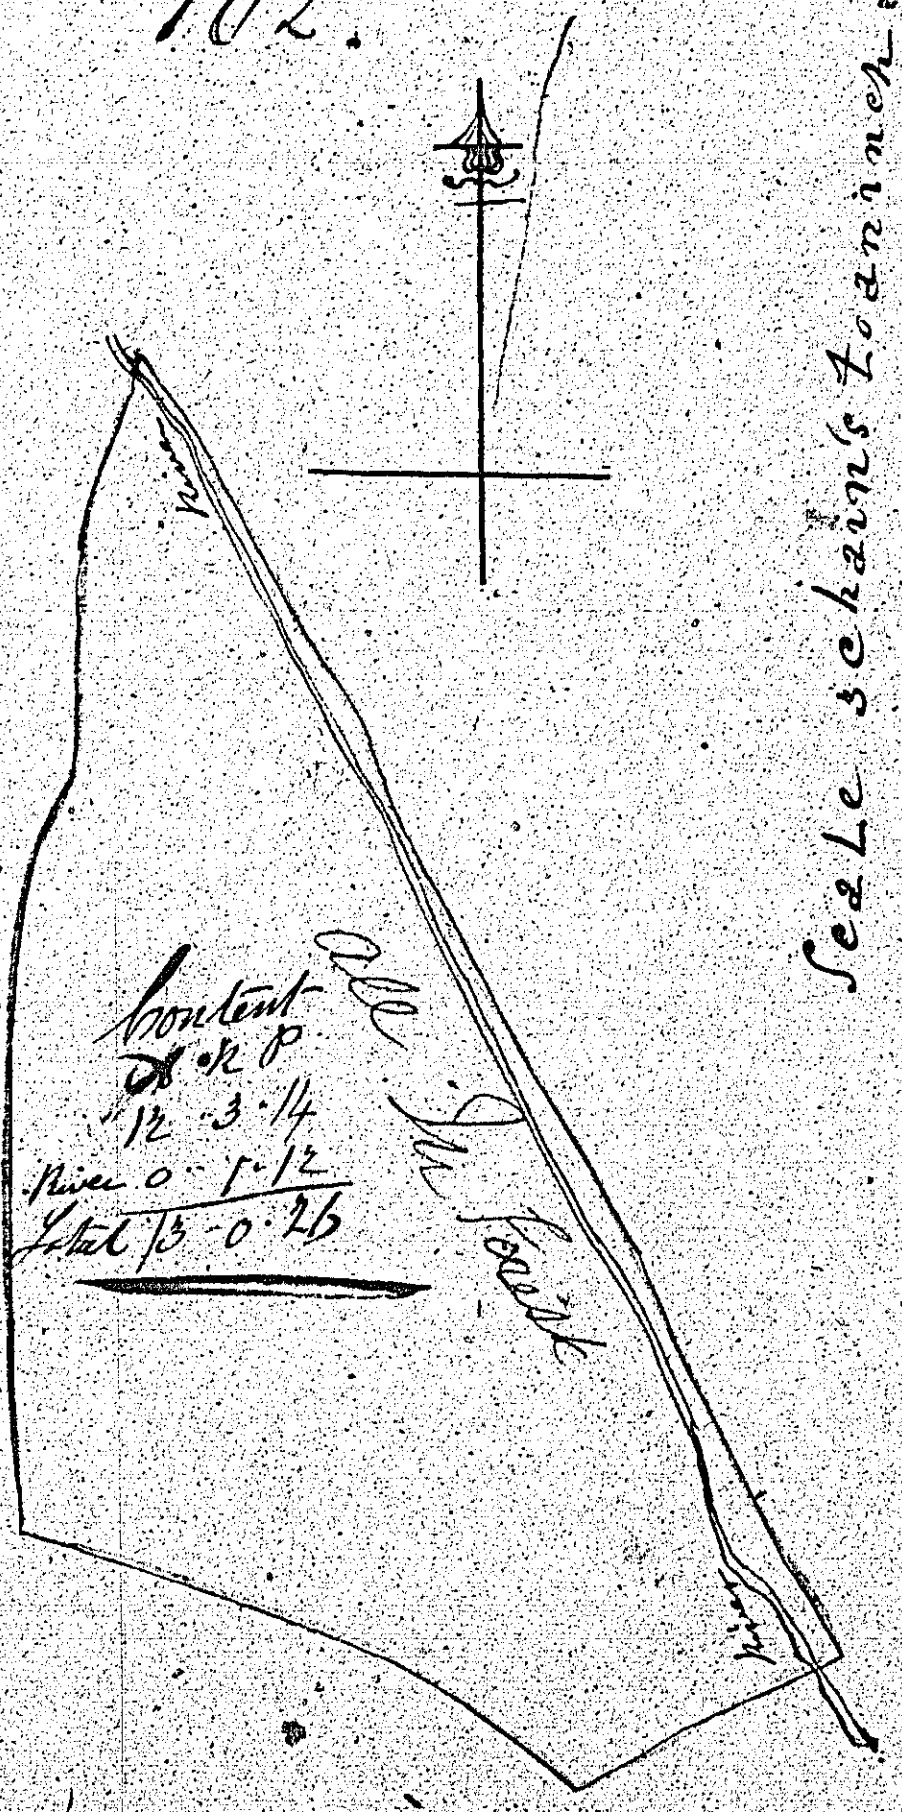 102.
Scale 3 chain's to an inch.
River
Content
A . R P.
12 . 3 . 14
River 0 . 1 . 12
Total 13 - 0 . 26
River